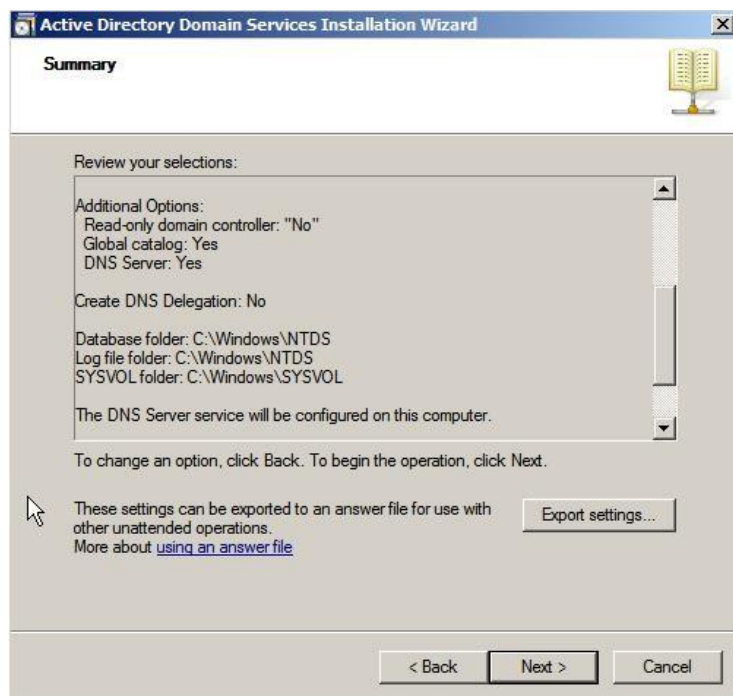 Active Directory Domain Services Installation Wizard
Summary
Review your selections:
Additional Options:
Read-only domain controller: "No"
Global catalog: Yes
DNS Server: Yes
Create DNS Delegation: No
Database folder: C:\Windows\NTDS
Log file folder: C:\Windows\NTDS
SYSVOL folder: C:\Windows\SYSVOL
The DNS Server service will be configured on this computer.
To change an option, click Back. To begin the operation, click Next.
These settings can be exported to an answer file for use with
other unattended operations.
More about using an answer file
Export settings...
< Back
Next >
Cancel